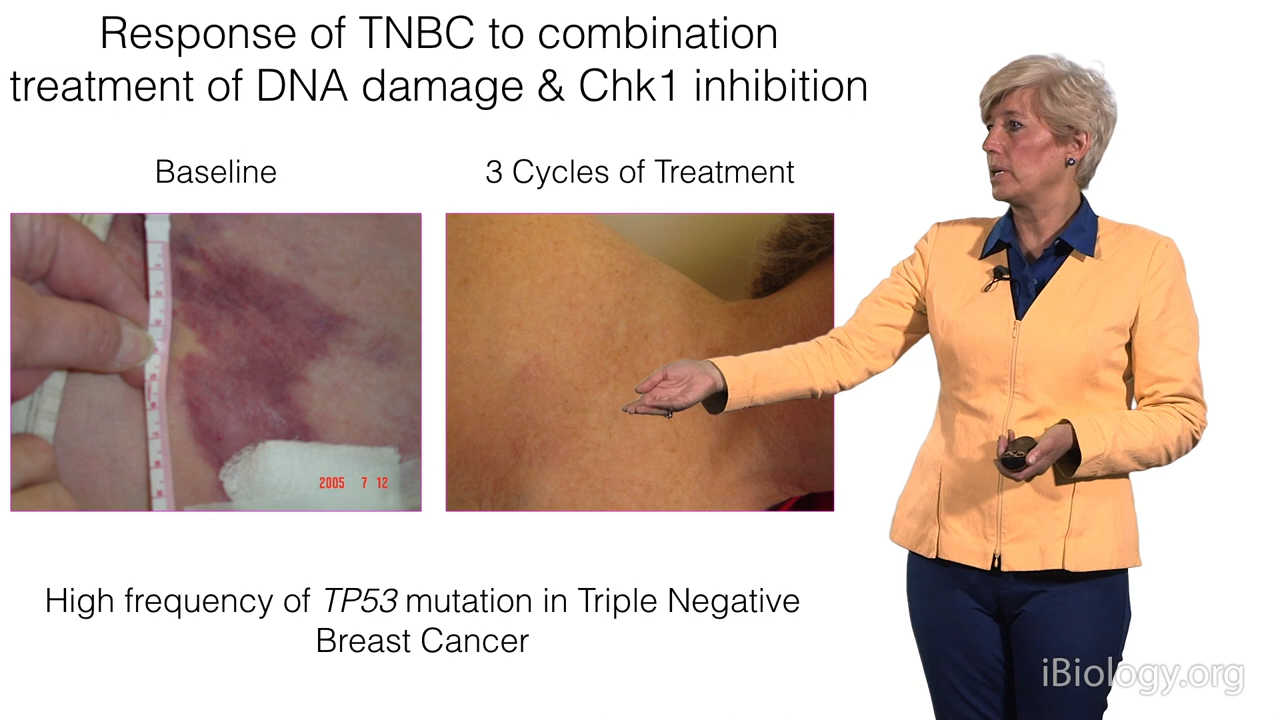 Response of TNBC to combination
treatment of DNA damage & Chk1 inhibition
Baseline
3 Cycles of Treatment
2005 7 12
High frequency of TP53 mutation in Triple Negative
Breast Cancer
iBiology.org